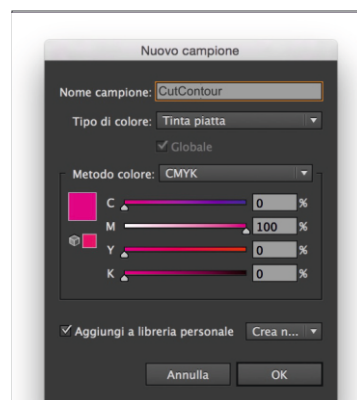 Nuovo campione
Nome campione: CutContour
Tipo di colore: Tinta piatta
Globale
Metodo colore: CMYK
C 0 %
M 100 %
Y 0 %
K 0 %
Aggiungi a libreria personale Crea n...
Annulla OK